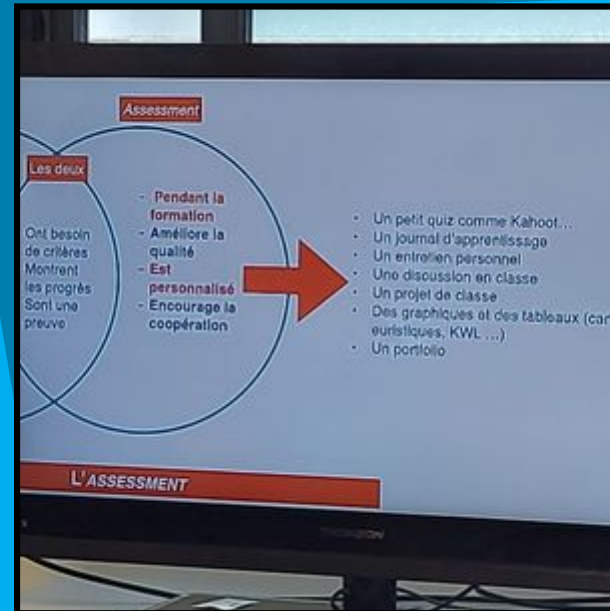 Assessment
Les deux
Ont besoin
de critères
Montrent
les progrès
Sont une
preuve
- Pendant la
formation
- Améliore la
qualité
- Est
personnalisé
- Encourage la
coopération
• Un petit quiz comme Kahoot...
• Un journal d'apprentissage
• Un entretien personnel
• Une discussion en classe
• Un projet de classe
• Des graphiques et des tableaux (car
euristiques, KWL ...)
• Un portfolio
L'ASSESSMENT